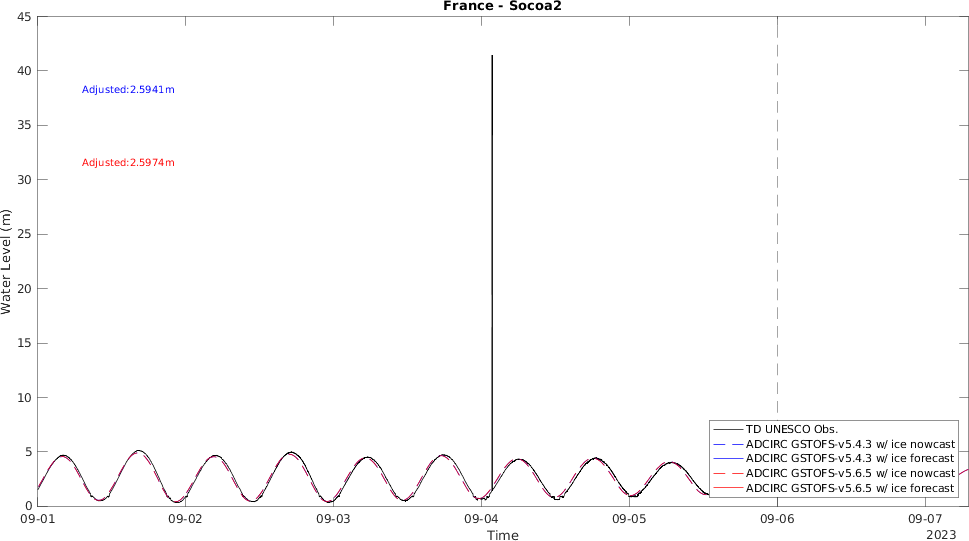 France - Socoa2
45
40
35
30
25
20
15
10
5
0
Water Level (m)
Adjusted:2.5941m
Adjusted:2.5974m
TD UNESCO Obs.
ADCIRC GSTOFS-v5.4.3 w/ ice nowcast
ADCIRC GSTOFS-v5.4.3 w/ ice forecast
ADCIRC GSTOFS-v5.6.5 w/ ice nowcast
ADCIRC GSTOFS-v5.6.5 w/ ice forecast
09-01 09-02 09-03 09-04 09-05 09-06 09-07
Time
2023